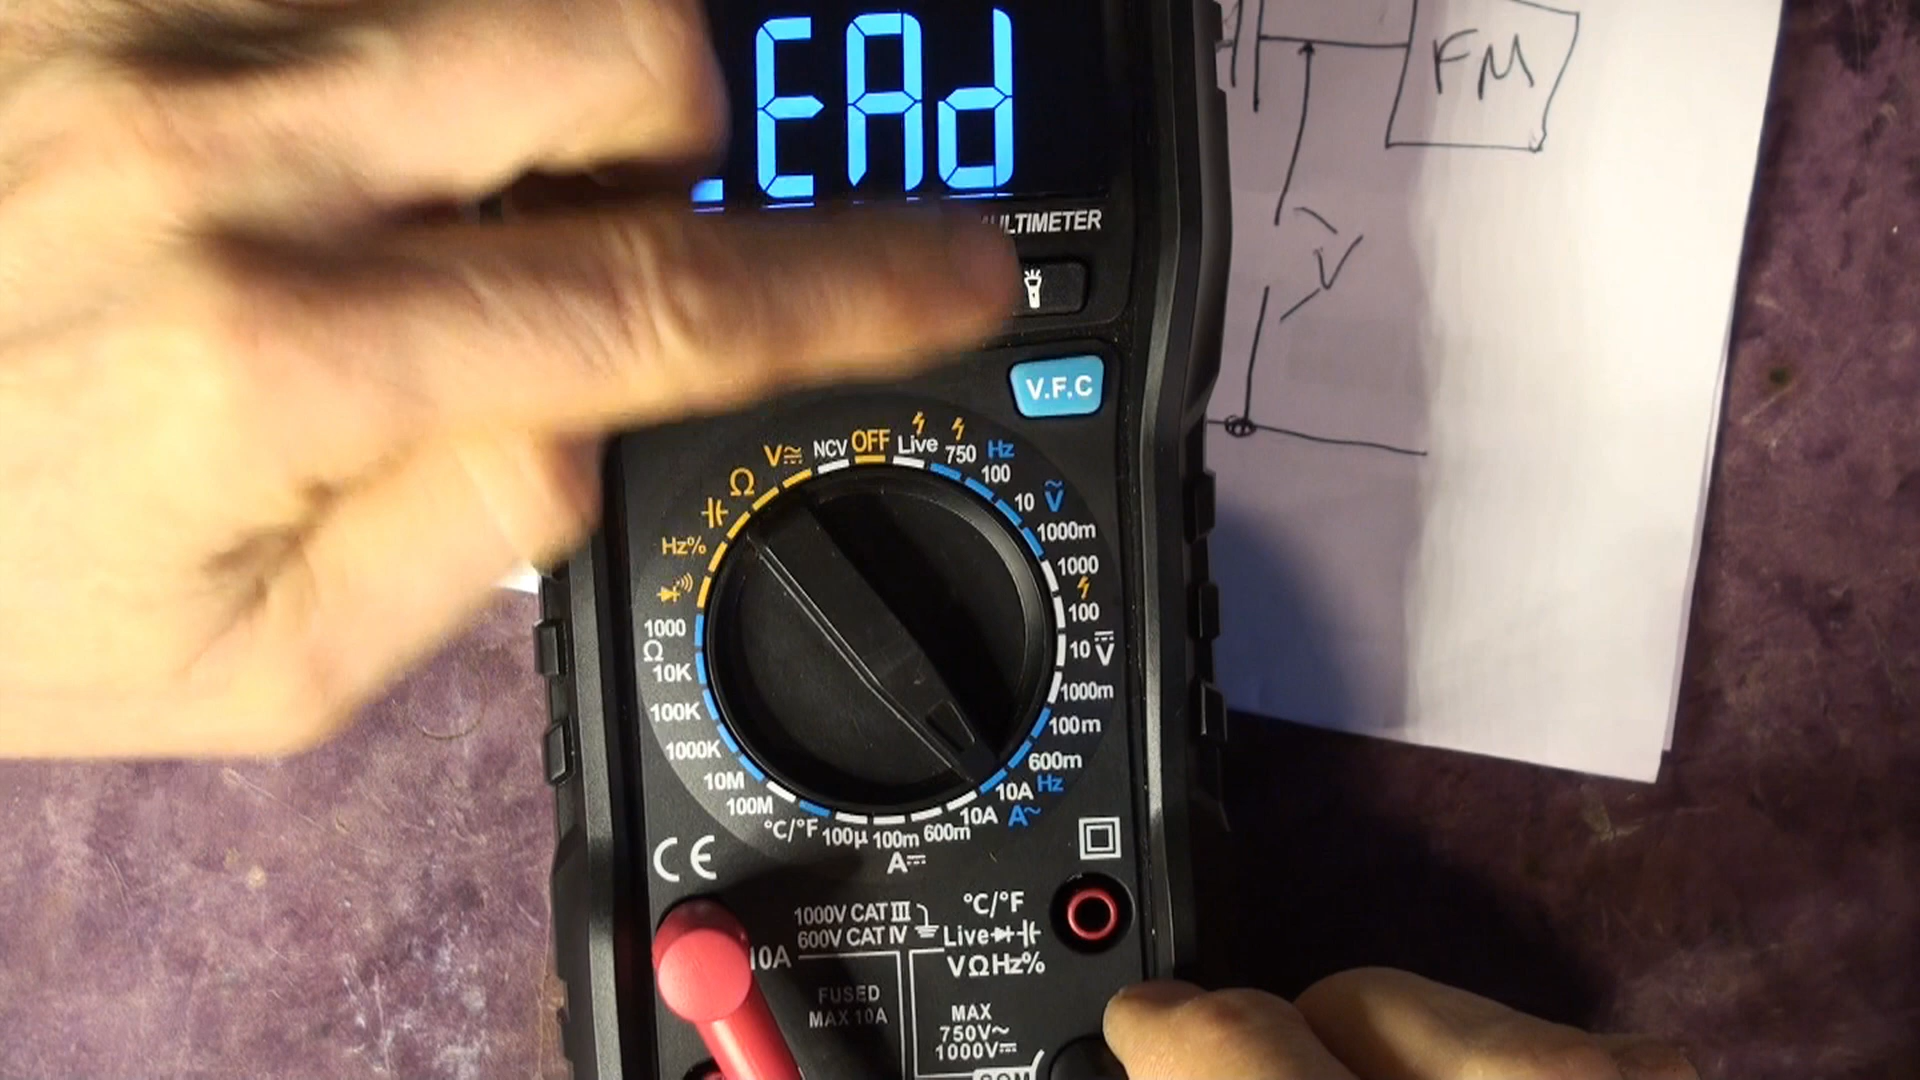 EAd
FM
ULTIMETER
V
V.F.C
V NCV OFF Live 750 Hz
Ω 100
10 V
Hz% 1000m
1000
1000 100
Ω 10 V
10K 1000m
100K 100m
1000K 600m
10M 10A Hz
100M 10A A~
°C/°F 100µ 100m 600m
A
CE
1000V CAT III °C/°F
600V CAT IV Live
10A VΩHz%
FUSED MAX
MAX 10A 750V~
1000V
COM